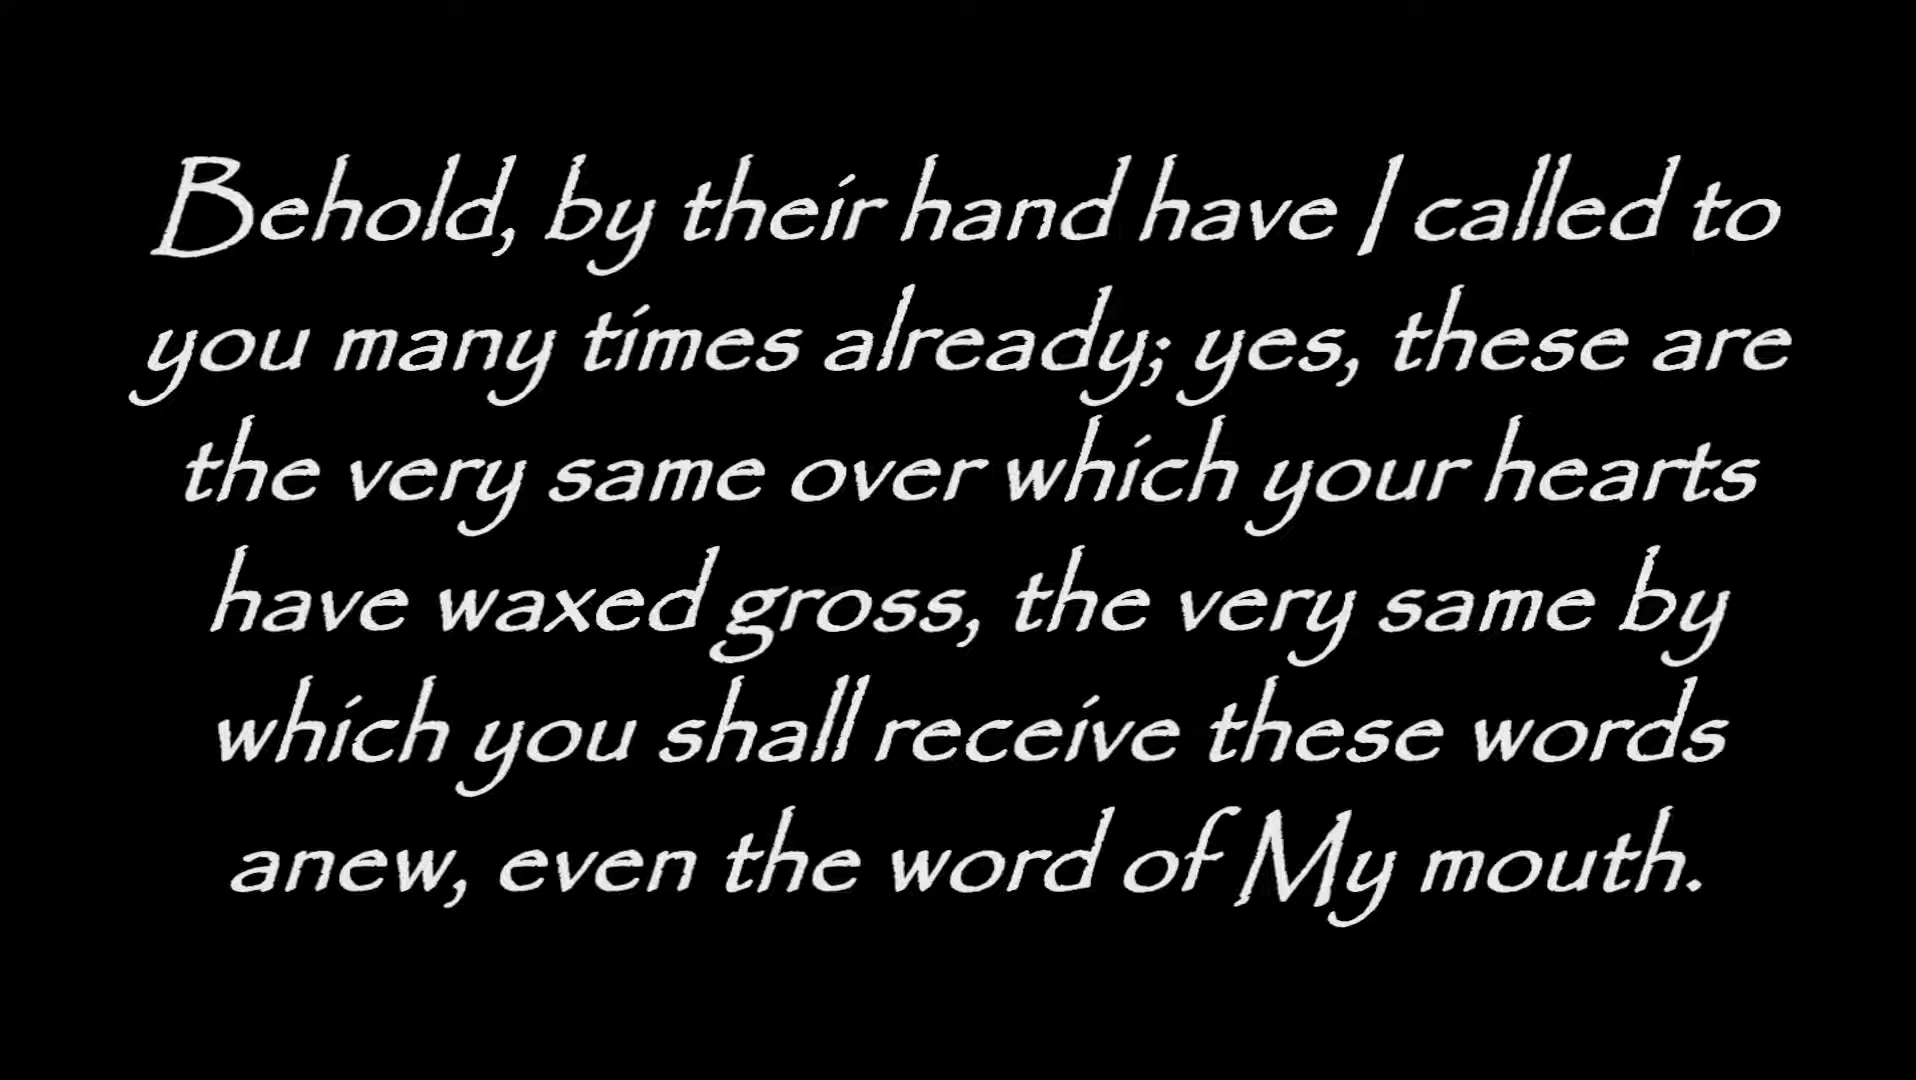 Behold, by their hand have I called to
you many times already; yes, these are
the very same over which your hearts
have waxed gross, the very same by
which you shall receive these words
anew, even the word of My mouth.